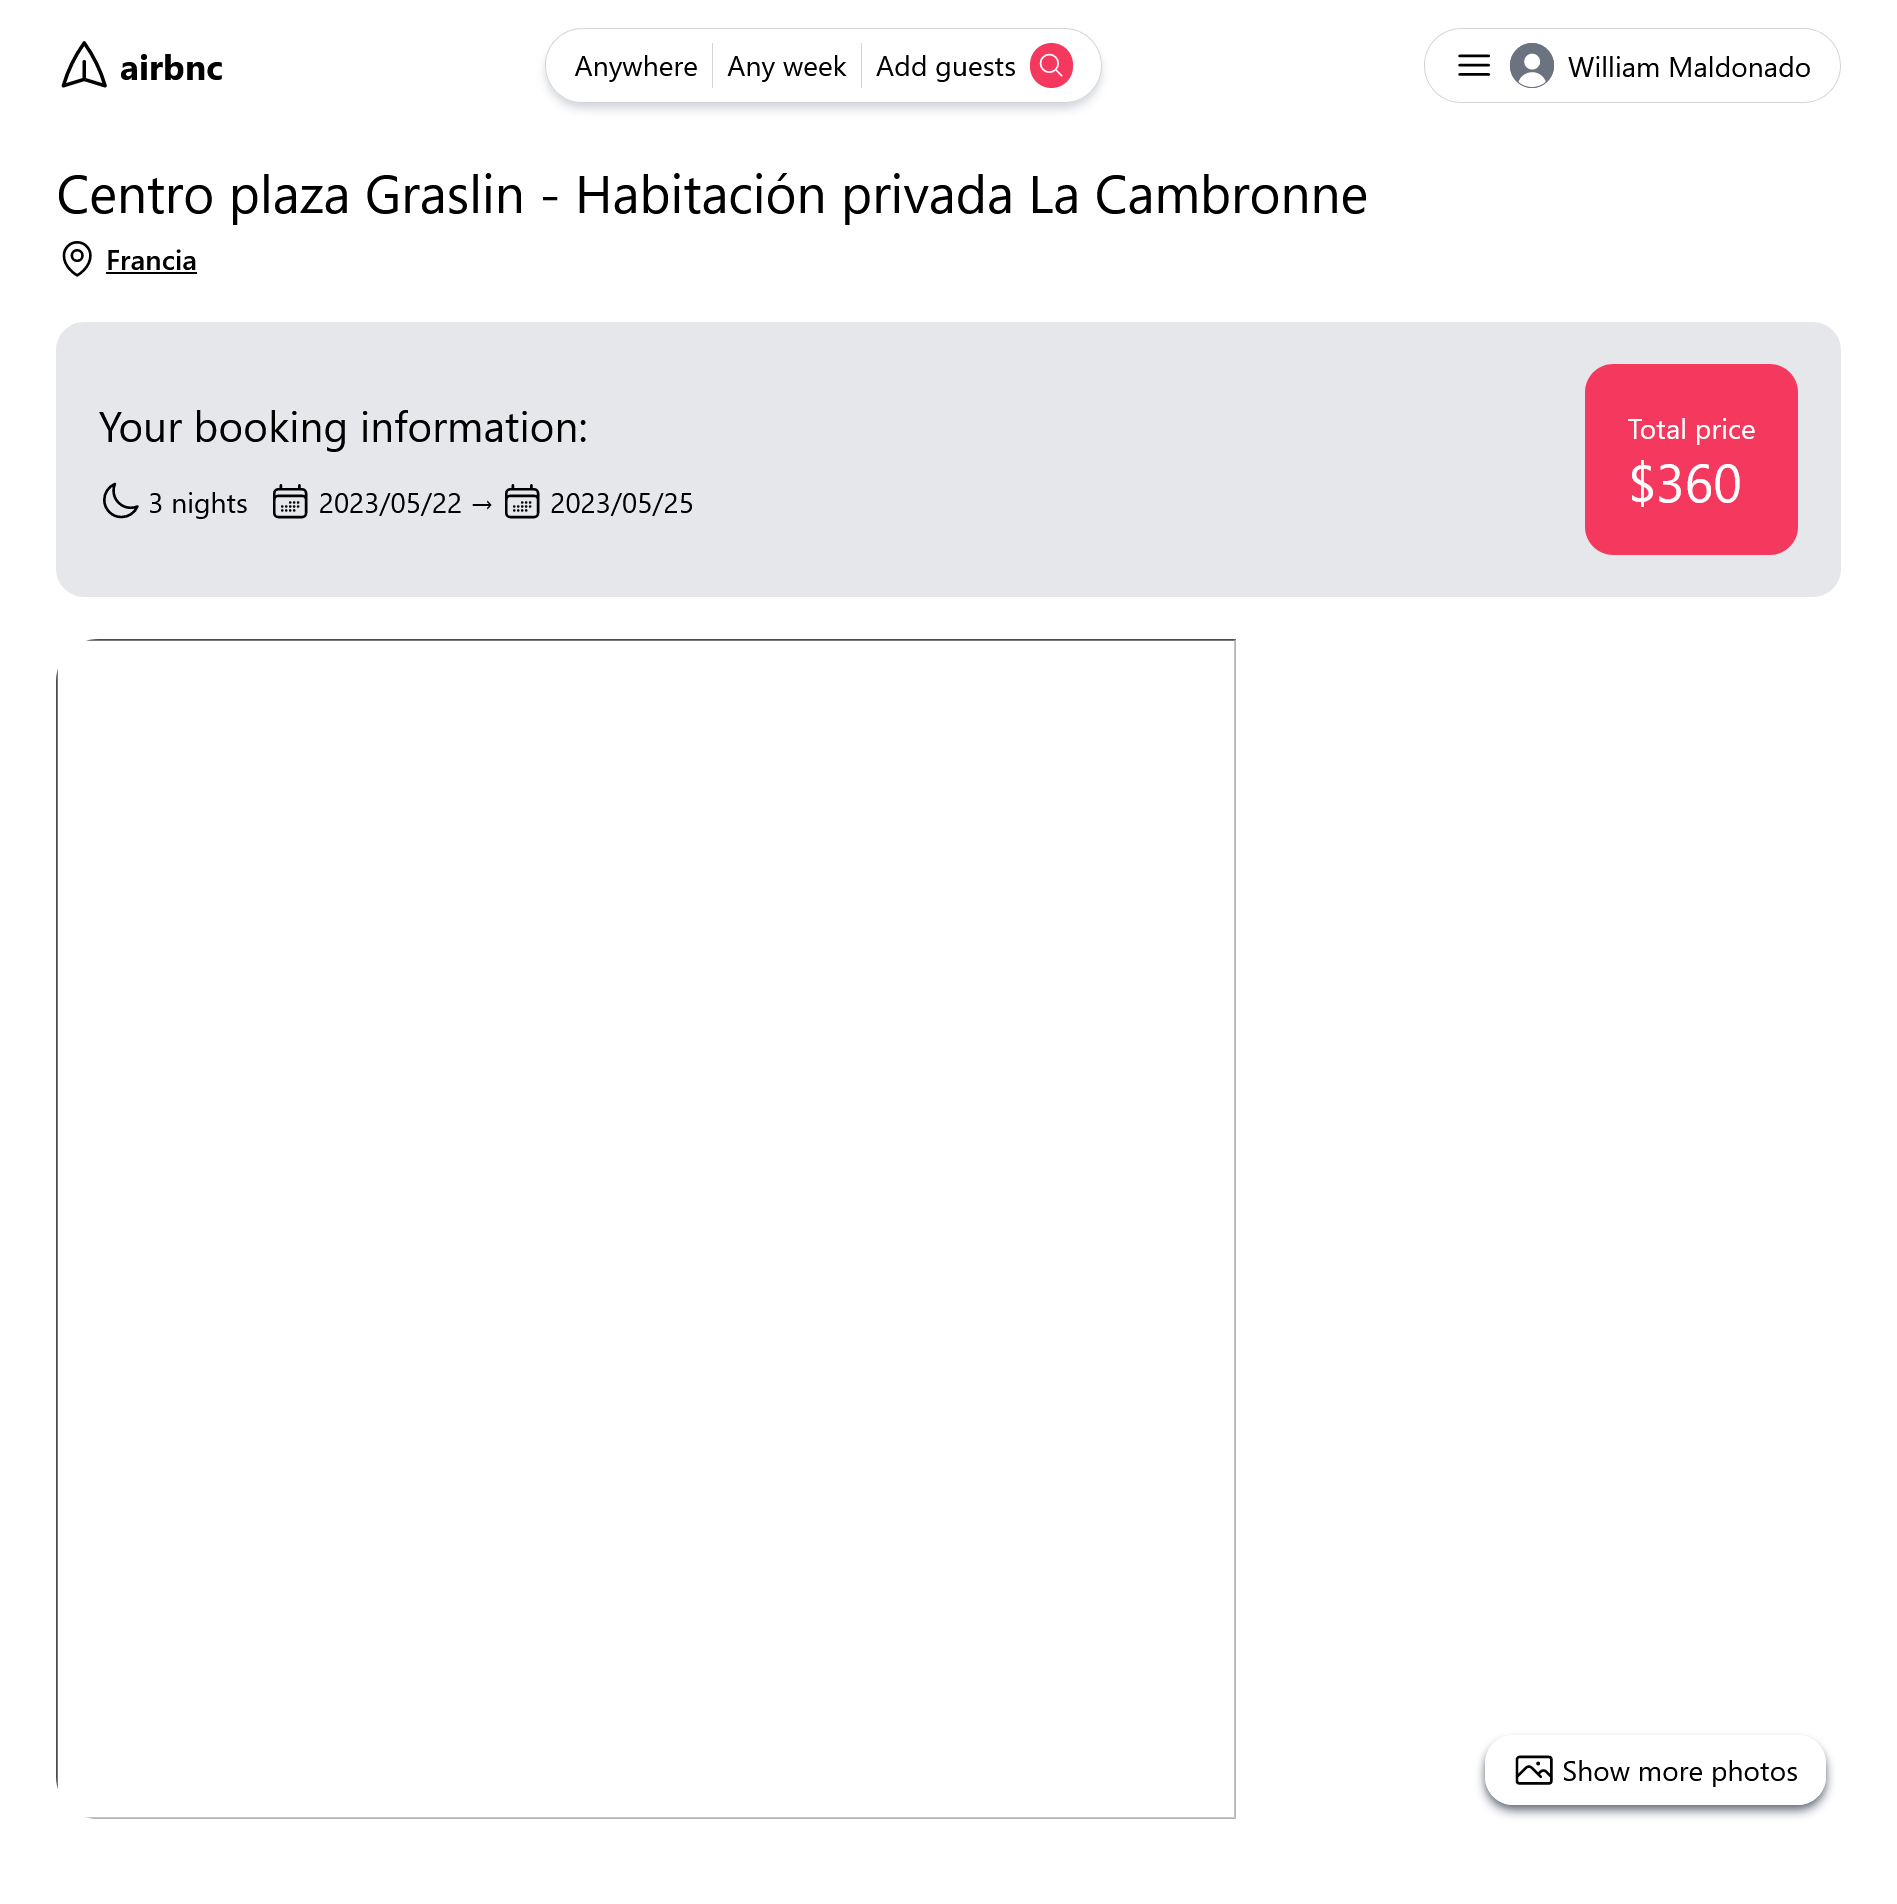 airbnc
Anywhere
Any week
Add guests
William Maldonado
Centro plaza Graslin - Habitación privada La Cambronne
Francia
Your booking information:
3 nights 2023/05/22 → 2023/05/25
Total price
$360
Show more photos